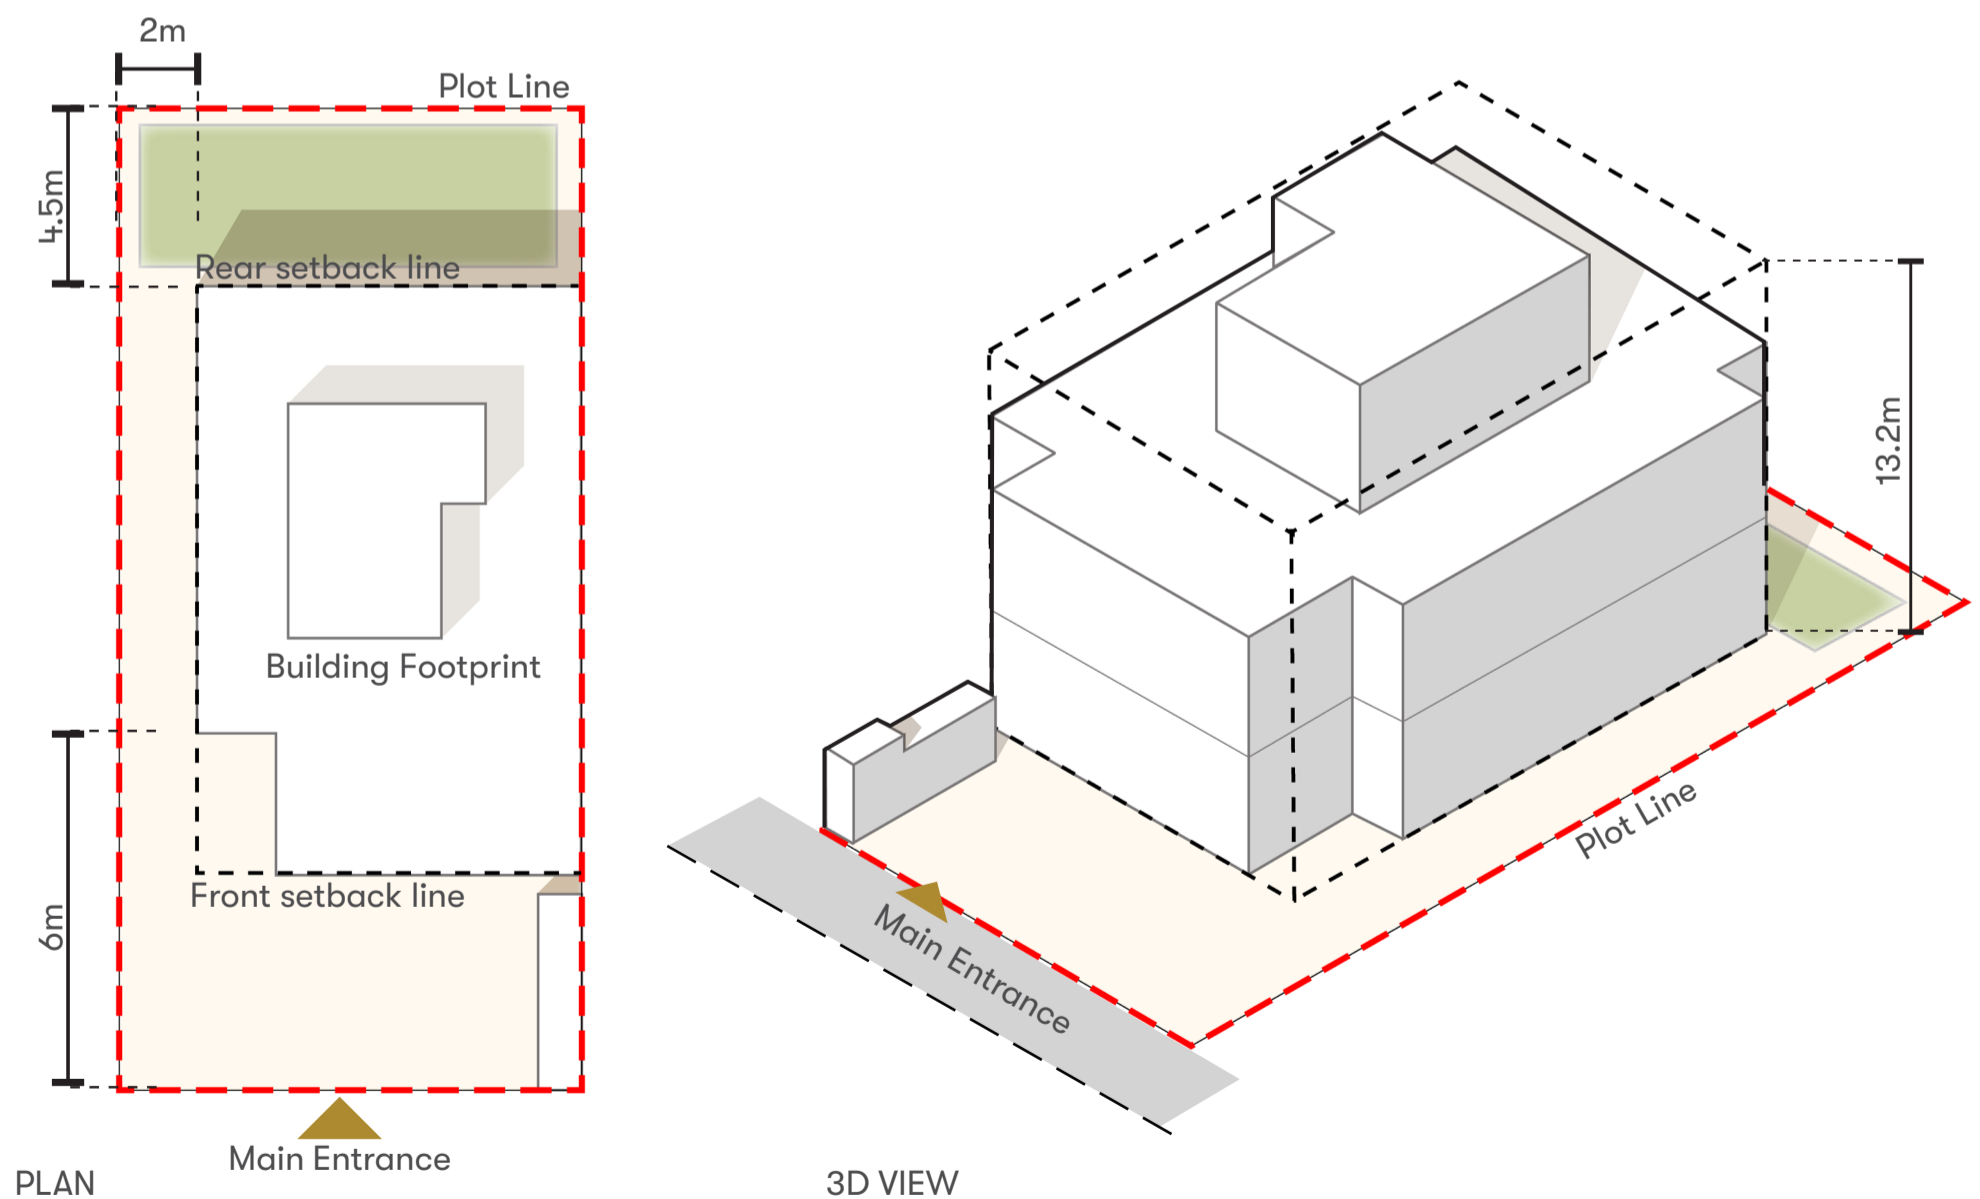 2m
Plot Line
4.5m
Rear setback line
Building Footprint
Front setback line
6m
Main Entrance
PLAN
13.2m
Plot Line
Main Entrance
3D VIEW